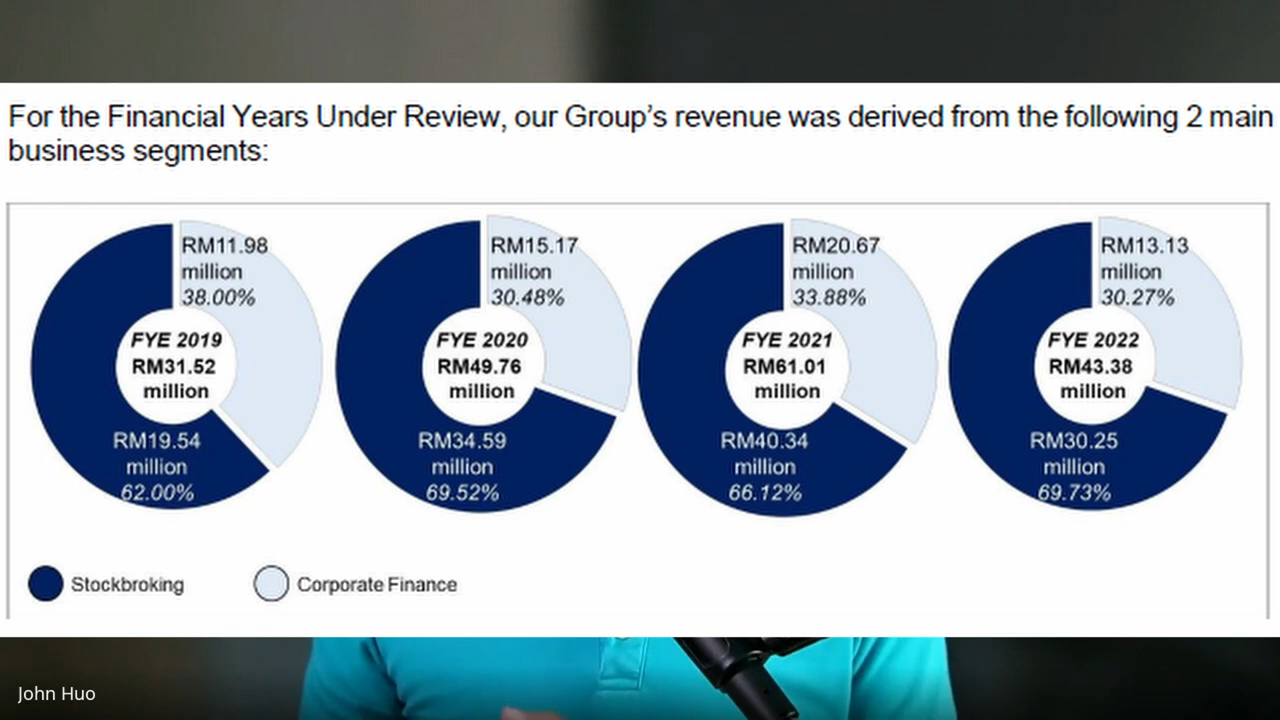 For the Financial Years Under Review, our Group's revenue was derived from the following 2 main
business segments:
RM11.98
million
38.00%
FYE 2019
RM31.52
million
RM19.54
million
62.00%
RM15.17
million
30.48%
FYE 2020
RM49.76
million
RM34.59
million
69.52%
RM20.67
million
33.88%
FYE 2021
RM61.01
million
RM40.34
million
66.12%
RM13.13
million
30.27%
FYE 2022
RM43.38
million
RM30.25
million
69.73%
Stockbroking
Corporate Finance
John Huo